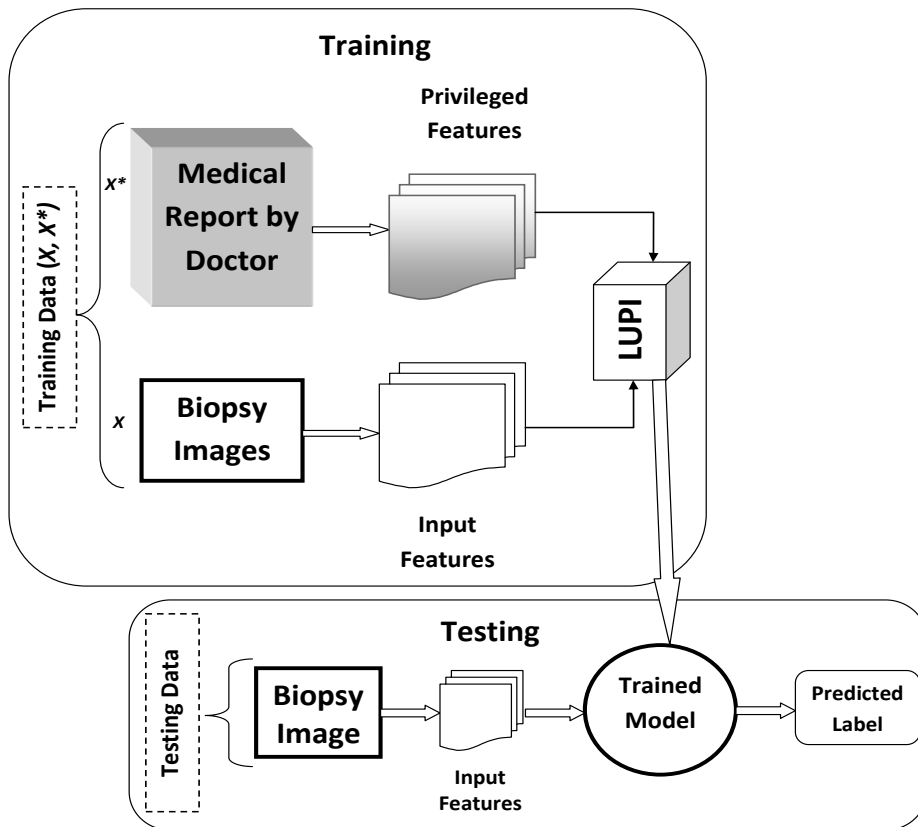 Training
Privileged
Features
X*
Medical
Report by
Doctor
Training Data (X, X*)
LUPI
X
Biopsy
Images
Input
Features
Testing
Testing Data
Biopsy
Image
Trained
Model
Predicted
Label
Input
Features